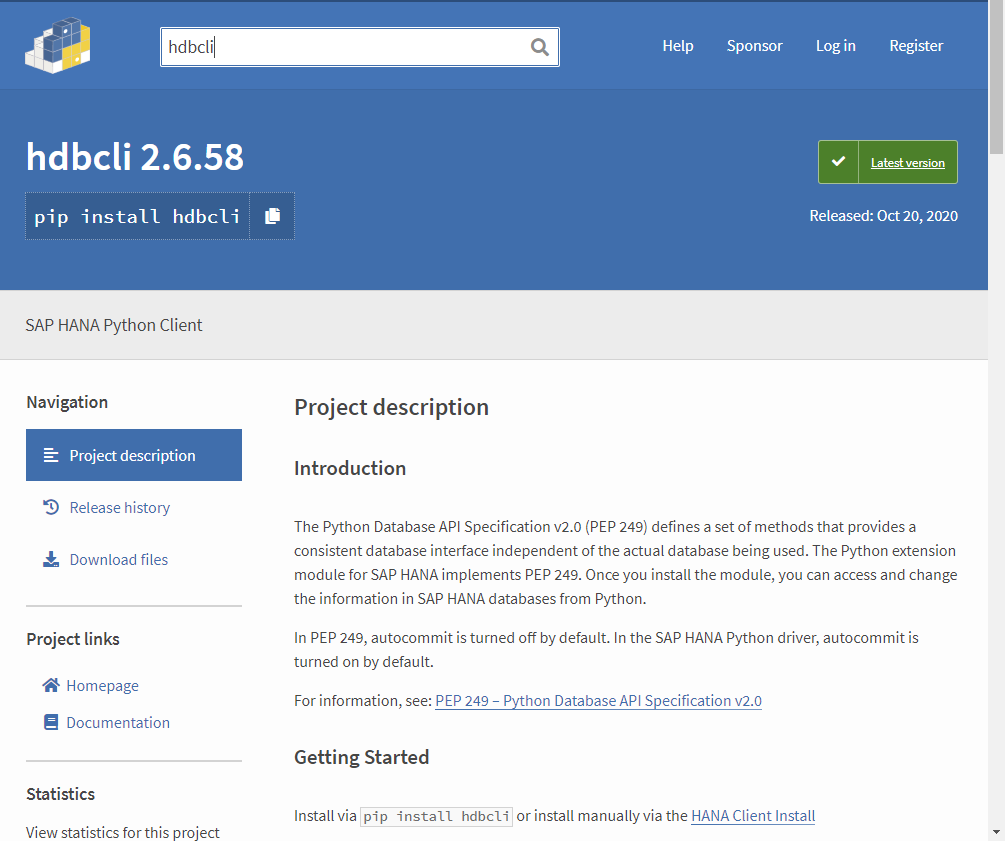 hdbcli
Help
Sponsor
Log in
Register
hdbcli 2.6.58
pip install hdbcli
Latest version
Released: Oct 20, 2020
SAP HANA Python Client
Navigation
Project description
Release history
Download files
Project links
Homepage
Documentation
Statistics
View statistics for this project
Project description
Introduction
The Python Database API Specification v2.0 (PEP 249) defines a set of methods that provides a
consistent database interface independent of the actual database being used. The Python extension
module for SAP HANA implements PEP 249. Once you install the module, you can access and change
the information in SAP HANA databases from Python.
In PEP 249, autocommit is turned off by default. In the SAP HANA Python driver, autocommit is
turned on by default.
For information, see: PEP 249 – Python Database API Specification v2.0
Getting Started
Install via pip install hdbcli or install manually via the HANA Client Install